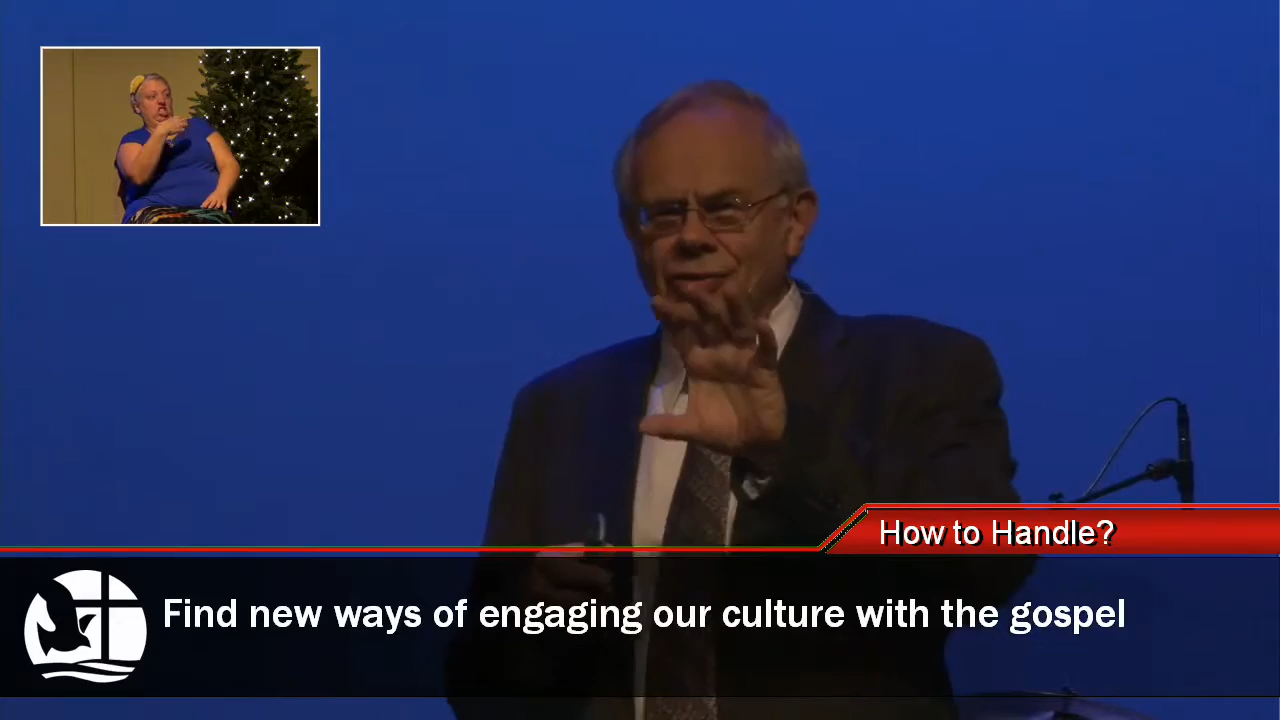 How to Handle?
Find new ways of engaging our culture with the gospel